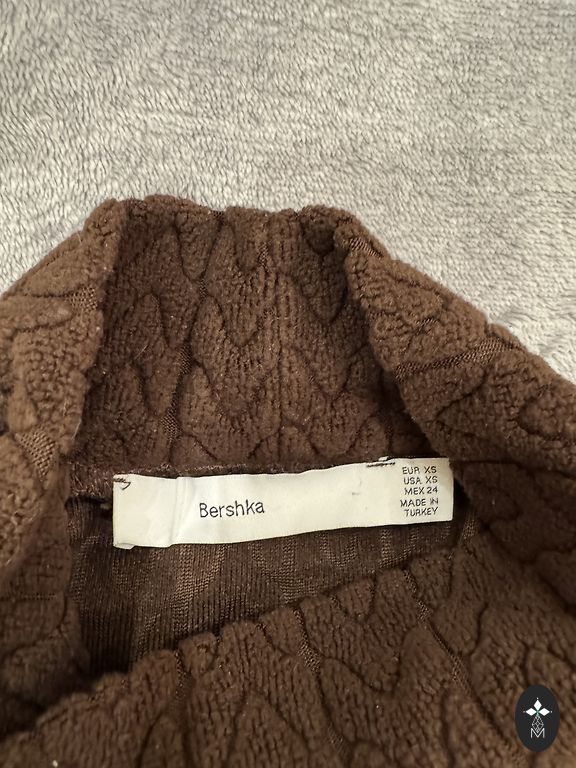 Bershka
EUR XS
USA XS
MEX 24
MADE IN
TURKEY
M